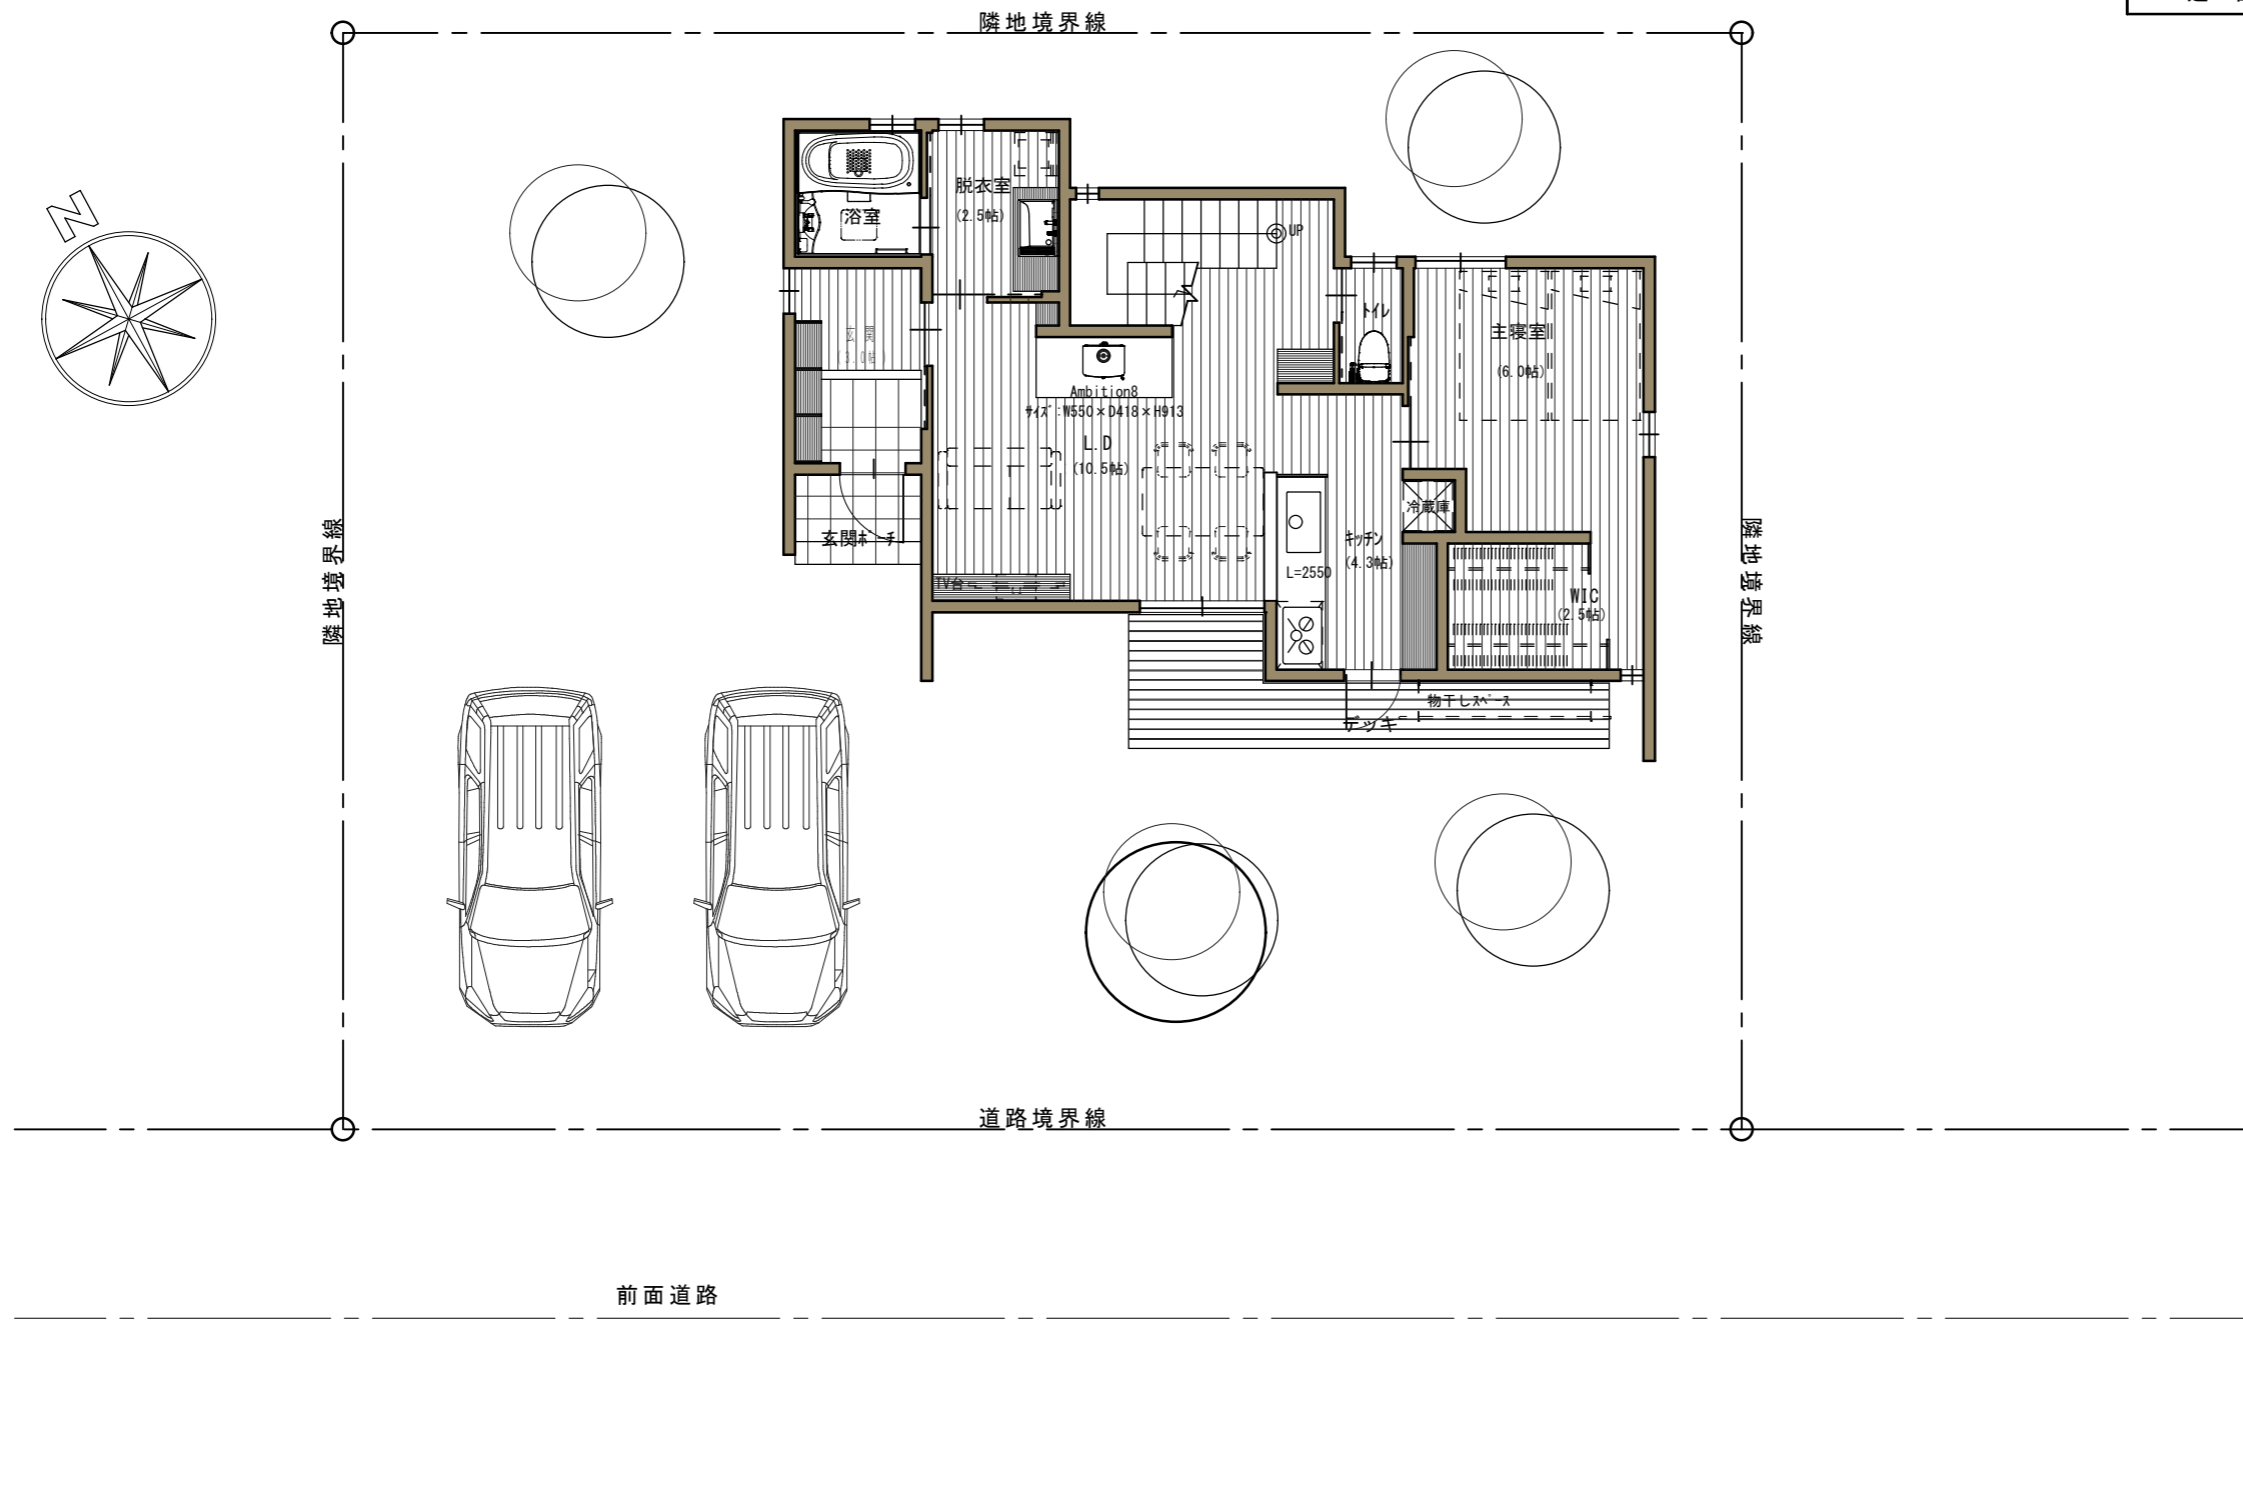 隣地境界線
N
脱衣室
(2.5帖)
浴室
UP
玄関
(3.0帖)
トイレ
主寝室
(6.0帖)
Ambition8
サイズ:W550×D418×H913
L.D
(10.5帖)
冷蔵庫
玄関ポーチ
キッチン
(4.3帖)
L=2550
TV台
WIC
(2.5帖)
物干しスペース
デッキ
隣地境界線
隣地境界線
道路境界線
前面道路